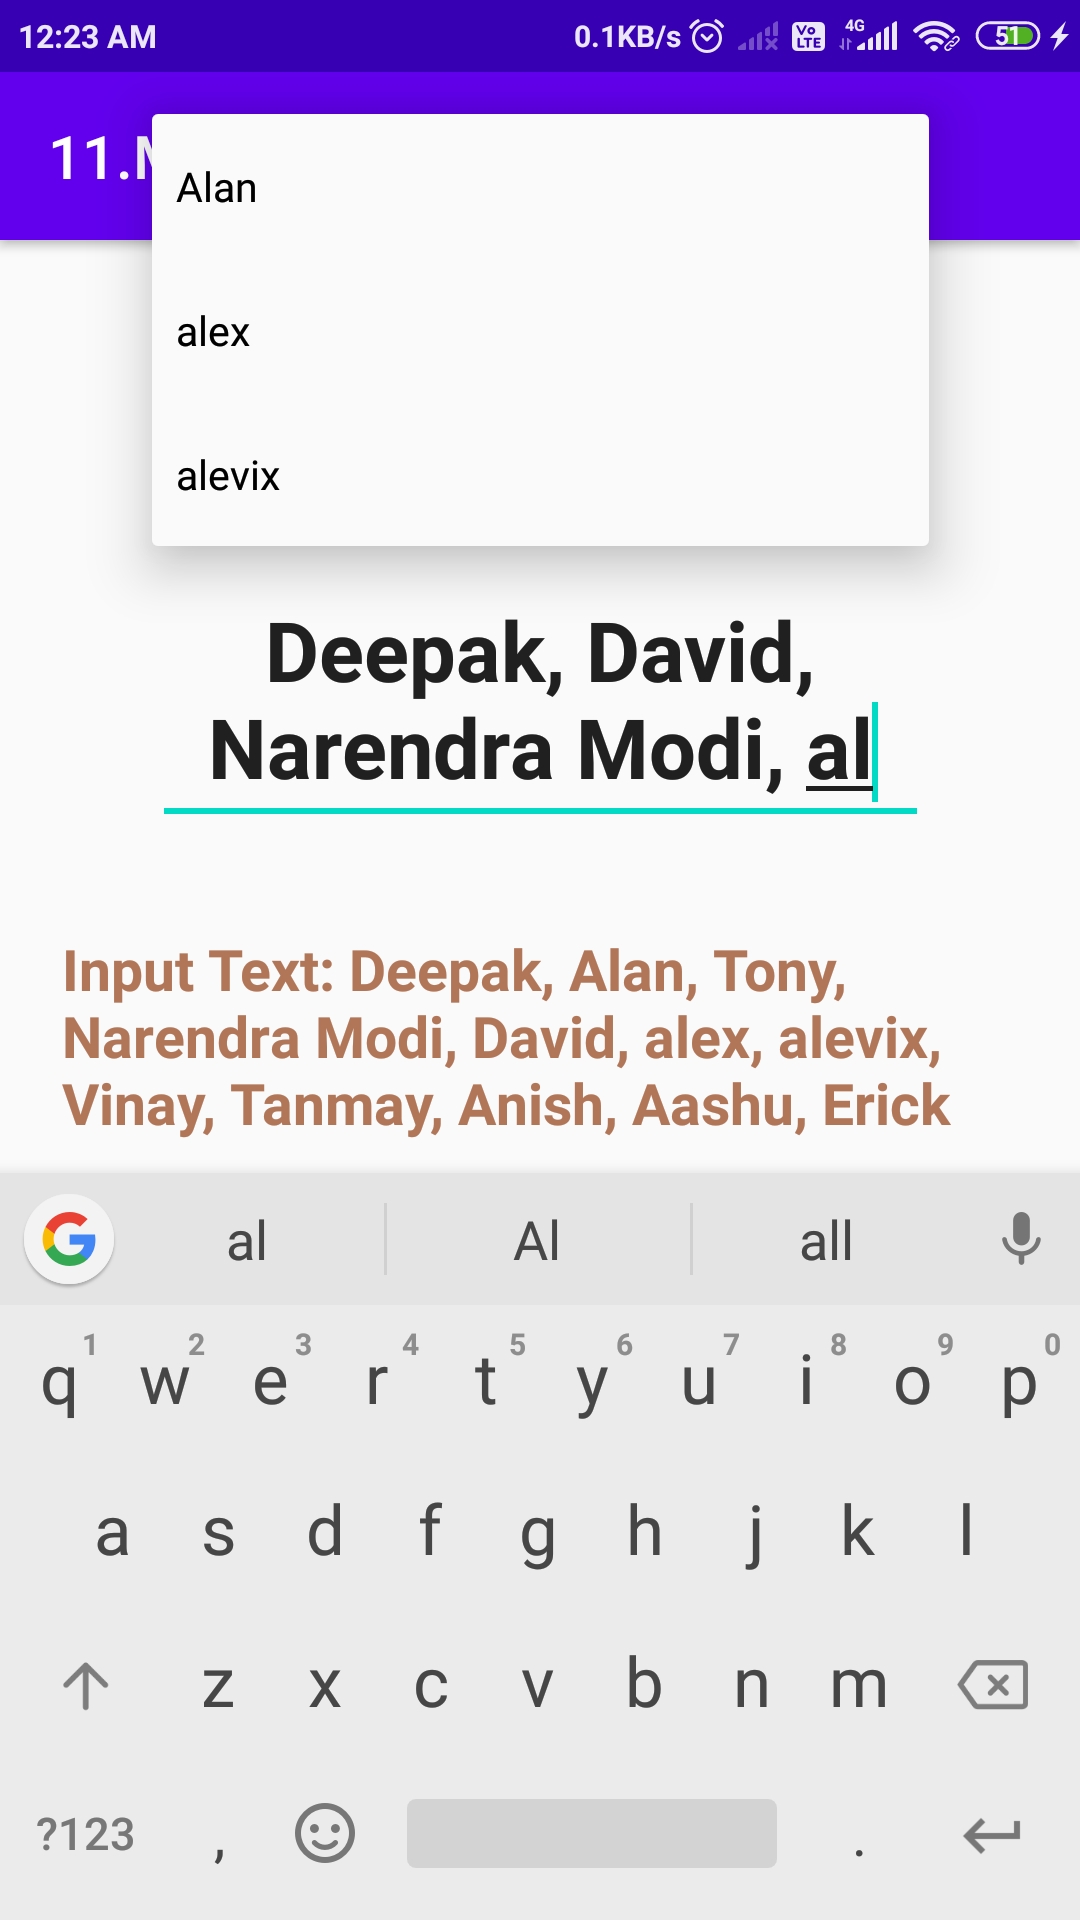 12:23 AM 0.1KB/s Vo LTE 4G 51
11.M
Alan
alex
alevix
Deepak, David,
Narendra Modi, al
Input Text: Deepak, Alan, Tony,
Narendra Modi, David, alex, alevix,
Vinay, Tanmay, Anish, Aashu, Erick
G al Al all
1 2 3 4 5 6 7 8 9 0
q w e r t y u i o p
a s d f g h j k l
z x c v b n m
?123 , .